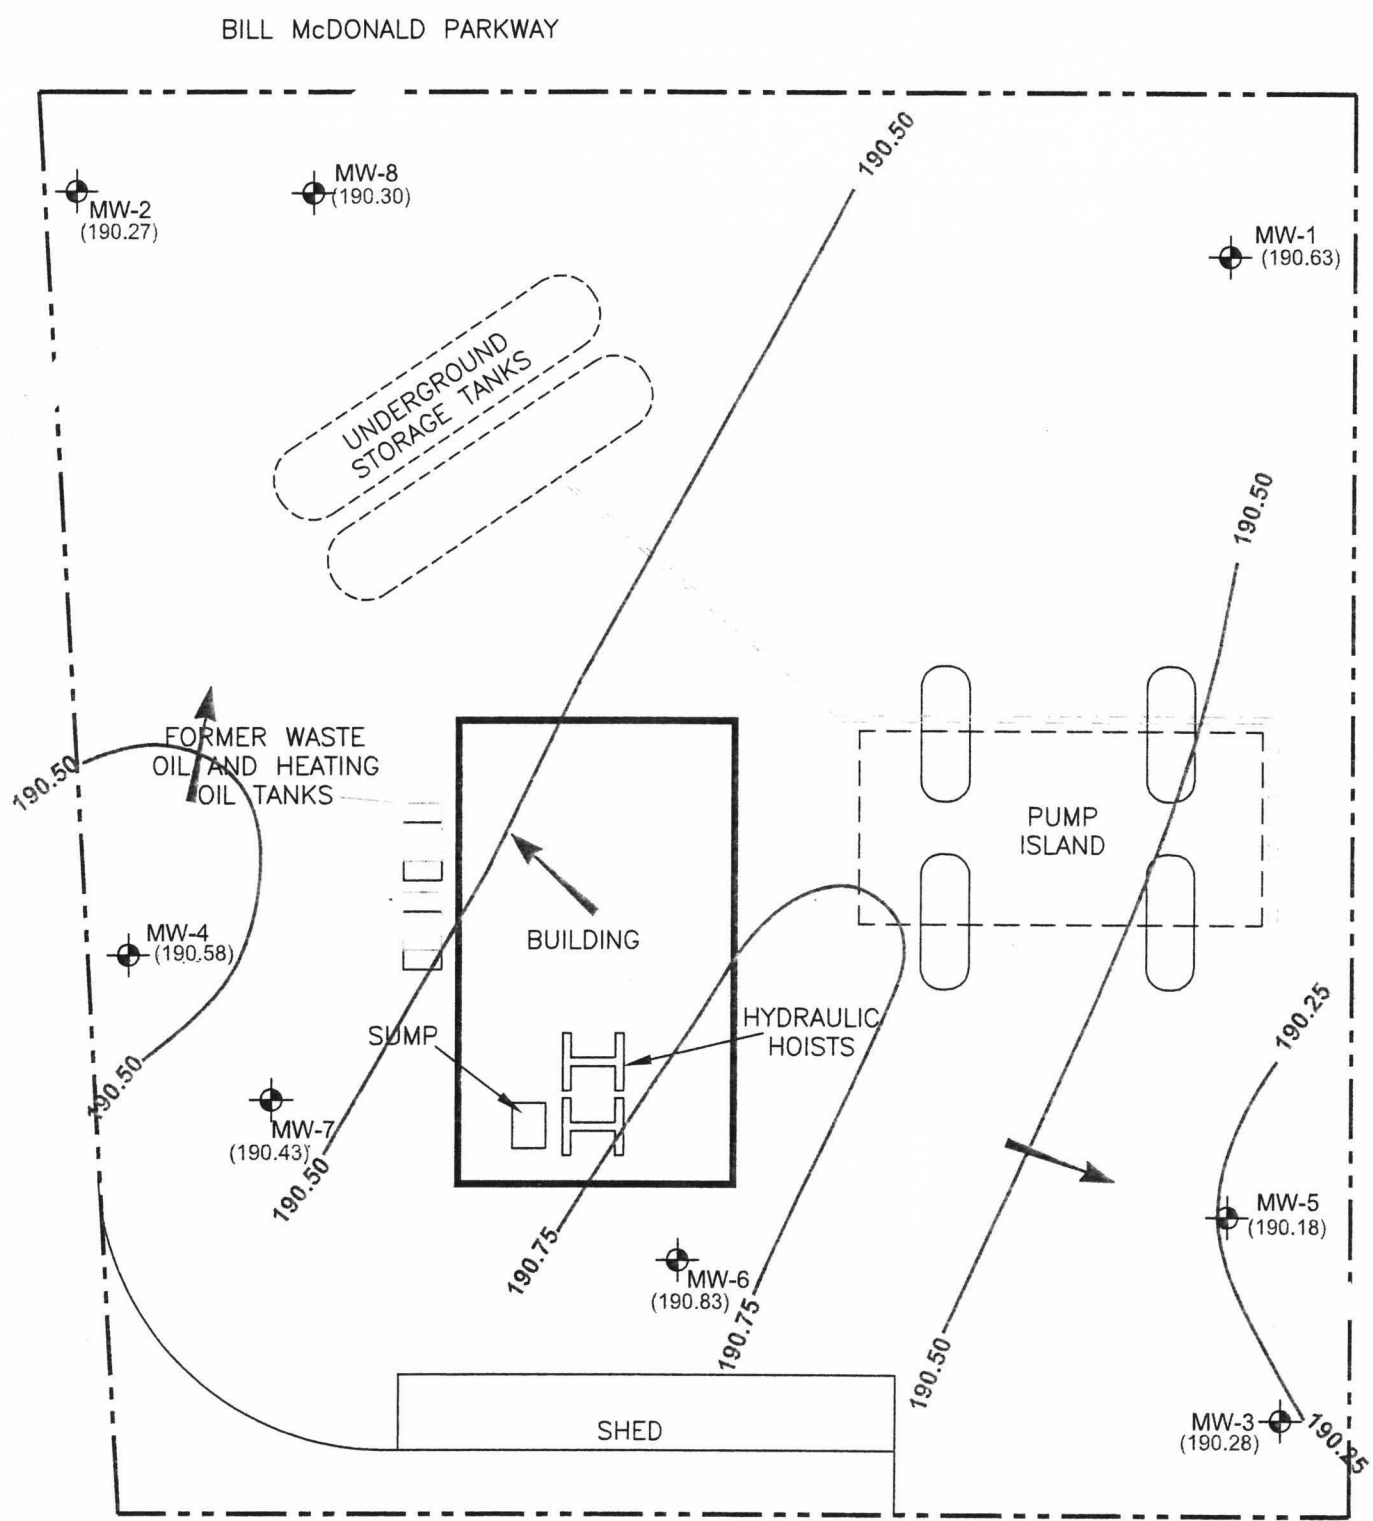 BILL McDONALD PARKWAY
190.50
MW-8
(190.30)
MW-2
(190.27)
MW-1
(190.63)
UNDERGROUND
STORAGE TANKS
190.50
FORMER WASTE
OIL AND HEATING
OIL TANKS
190.50
PUMP
ISLAND
BUILDING
MW-4
(190.58)
190.25
SUMP
HYDRAULIC
HOISTS
190.50
MW-7
(190.43)
190.50
MW-5
(190.18)
190.75
MW-6
(190.83)
190.75
190.50
SHED
MW-3
(190.28)
190.25